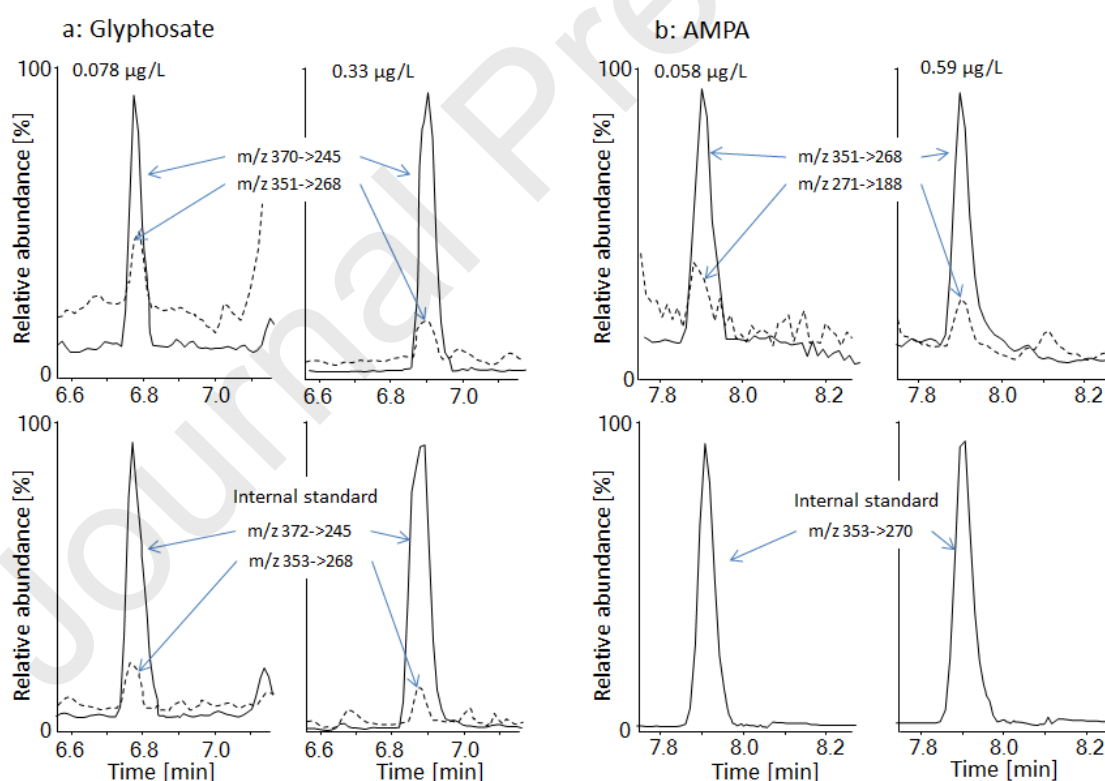 a: Glyphosate
b: AMPA
Journal Pre
100
0.078 µg/L
0.33 µg/L
Relative abundance [%]
m/z 370->245
m/z 351->268
0
6.6
6.8
7.0
6.8
7.0
6.6
100
0.058 µg/L
0.59 µg/L
Relative abundance [%]
m/z 351->268
m/z 271->188
0
7.8
8.0
8.2
7.8
8.0
8.2
100
Relative abundance [%]
Internal standard
m/z 372->245
m/z 353->268
0
6.6
6.8
7.0
6.6
6.8
7.0
Time [min]
Time [min]
100
Relative abundance [%]
Internal standard
m/z 353->270
0
7.8
8.0
8.2
7.8
8.0
8.2
Time [min]
Time [min]